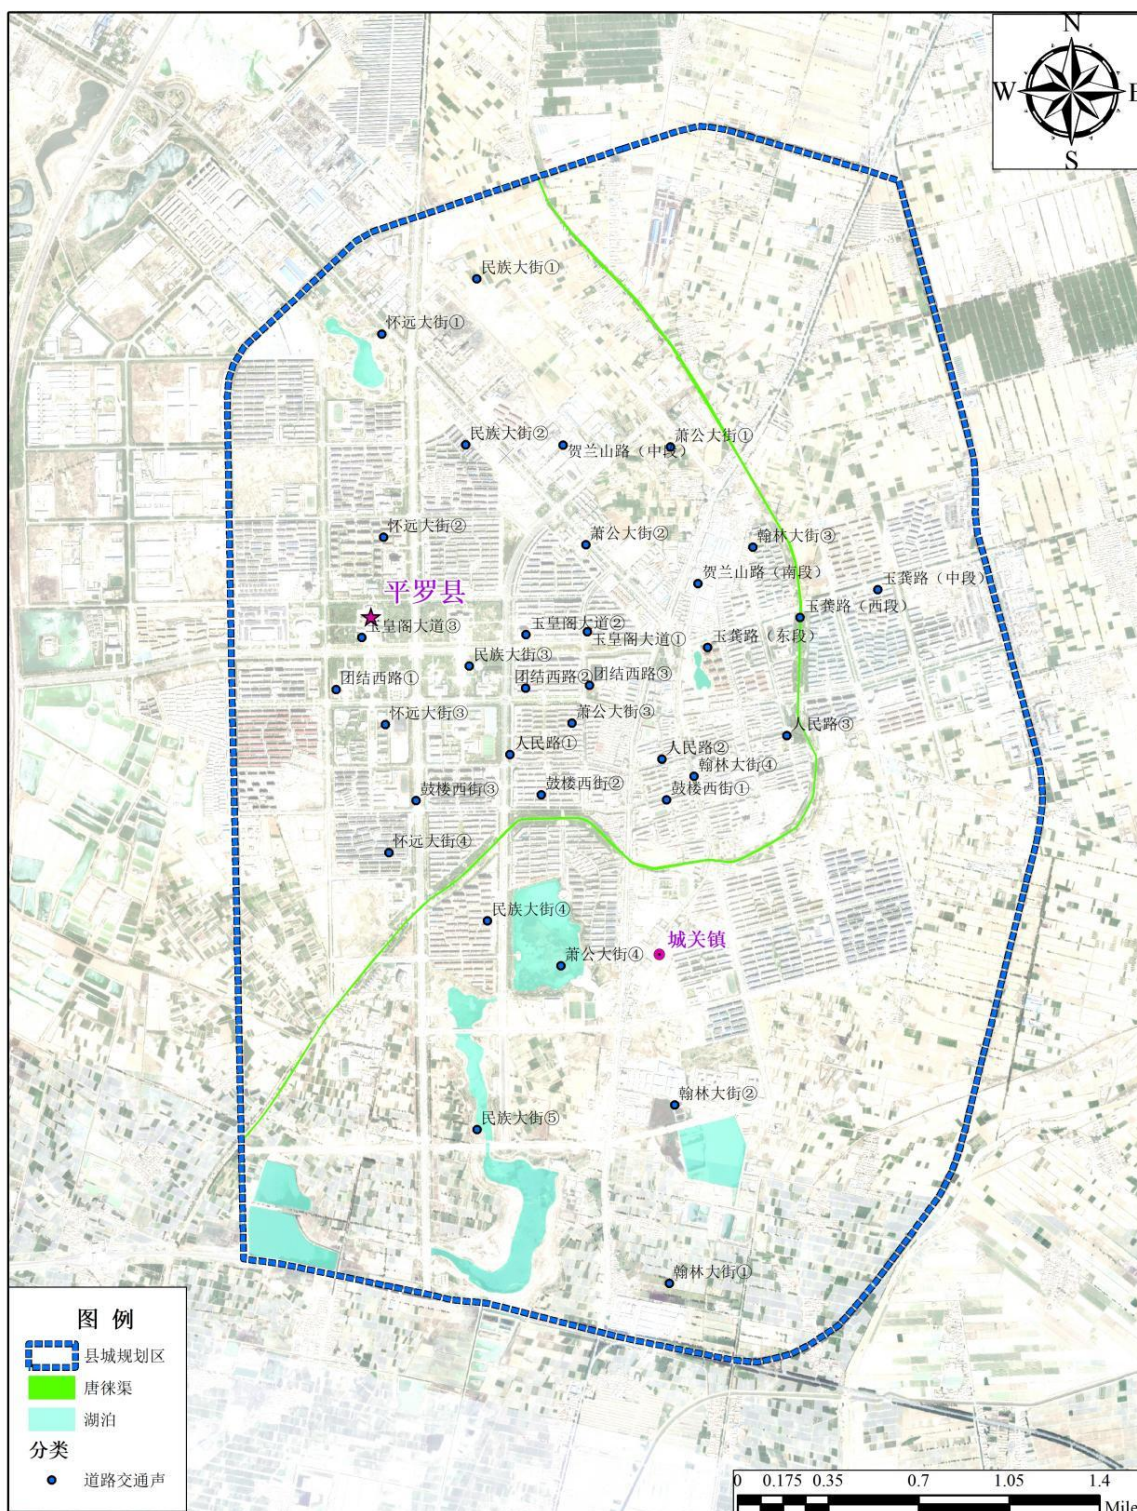 N
W
E
S
民族大街①
怀远大街①
民族大街②
贺兰山路（中段）
萧公大街①
怀远大街②
萧公大街②
翰林大街③
贺兰山路（南段）
玉龚路（中段）
平罗县
玉龚路（西段）
玉皇阁大道③
玉皇阁大道②
玉皇阁大道①
玉龚路（东段）
民族大街③
团结西路①
团结西路②
团结西路③
怀远大街③
萧公大街③
人民路③
人民路①
人民路②
翰林大街④
鼓楼西街③
鼓楼西街②
鼓楼西街①
怀远大街④
民族大街④
城关镇
萧公大街④
翰林大街②
民族大街⑤
翰林大街①
图 例
县城规划区
唐徕渠
湖泊
分类
道路交通声
0 0.175 0.35 0.7 1.05 1.4
Mile